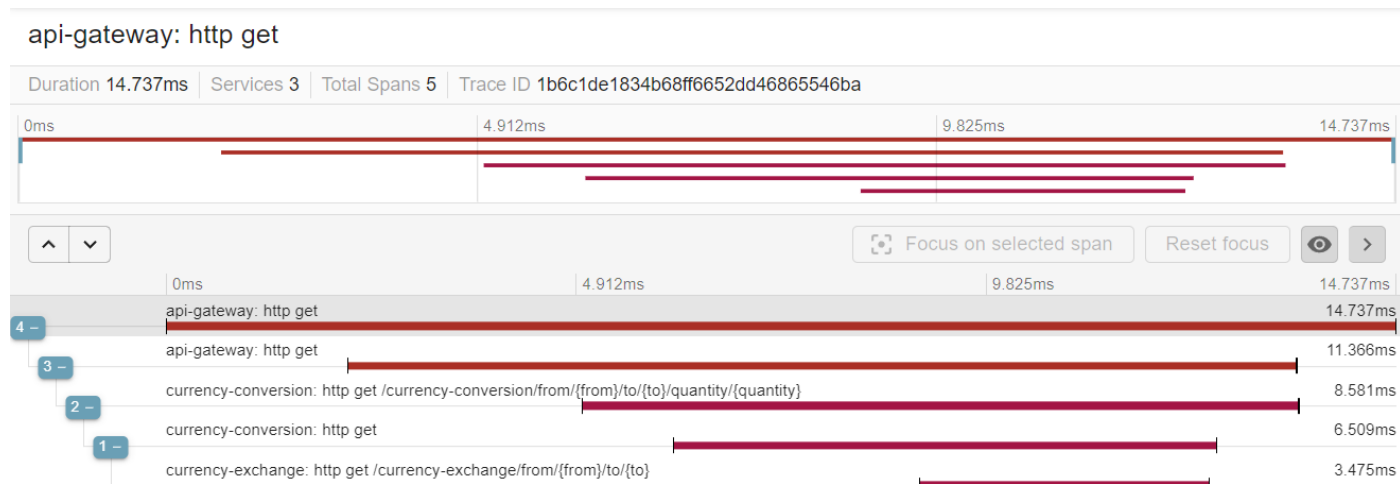 api-gateway: http get
Duration 14.737ms Services 3 Total Spans 5 Trace ID 1b6c1de1834b68ff6652dd46865546ba
0ms 4.912ms 9.825ms 14.737ms
Focus on selected span Reset focus
0ms 4.912ms 9.825ms 14.737ms
api-gateway: http get 14.737ms
4 –
api-gateway: http get 11.366ms
3 –
currency-conversion: http get /currency-conversion/from/{from}/to/{to}/quantity/{quantity} 8.581ms
2 –
currency-conversion: http get 6.509ms
1 –
currency-exchange: http get /currency-exchange/from/{from}/to/{to} 3.475ms